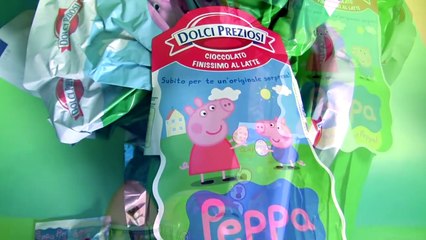 DOLCI PREZIOSI
CIOCCOLATO
FINISSIMO AL LATTE
Subito per te un'originale sorpresa!
Peppa